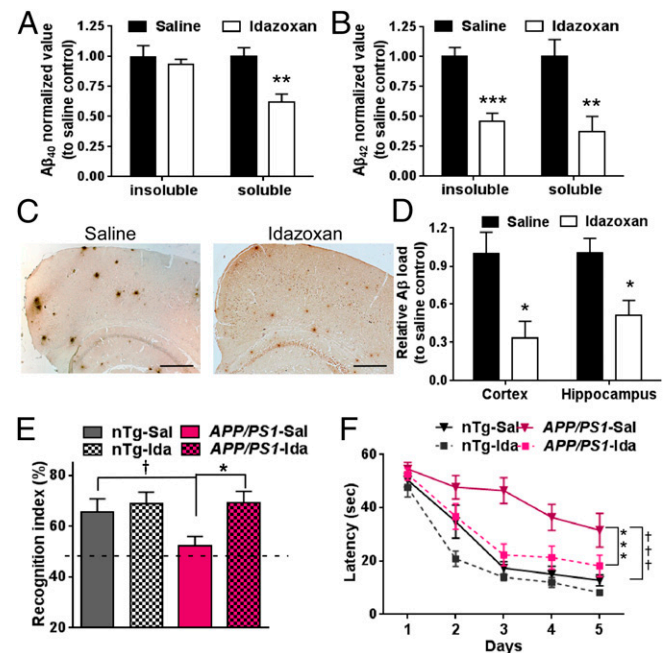 A
Saline Idazoxan
Aβ40 normalized value
(to saline control)
1.25
1.00
0.75
0.50
0.25
0.00
**
insoluble soluble
B
Saline Idazoxan
Aβ42 normalized value
(to saline control)
1.25
1.00
0.75
0.50
0.25
0.00
***
**
insoluble soluble
C
Saline Idazoxan
D
Saline Idazoxan
Relative Aβ load
(to saline control)
1.2
0.9
0.6
0.3
0.0
*
*
Cortex Hippocampus
E
nTg-Sal APP/PS1-Sal
nTg-Ida APP/PS1-Ida
Recognition index (%)
80
60
40
20
†
*
F
nTg-Sal APP/PS1-Sal
nTg-Ida APP/PS1-Ida
Latency (sec)
60
40
20
0
***
†††
1 2 3 4 5
Days